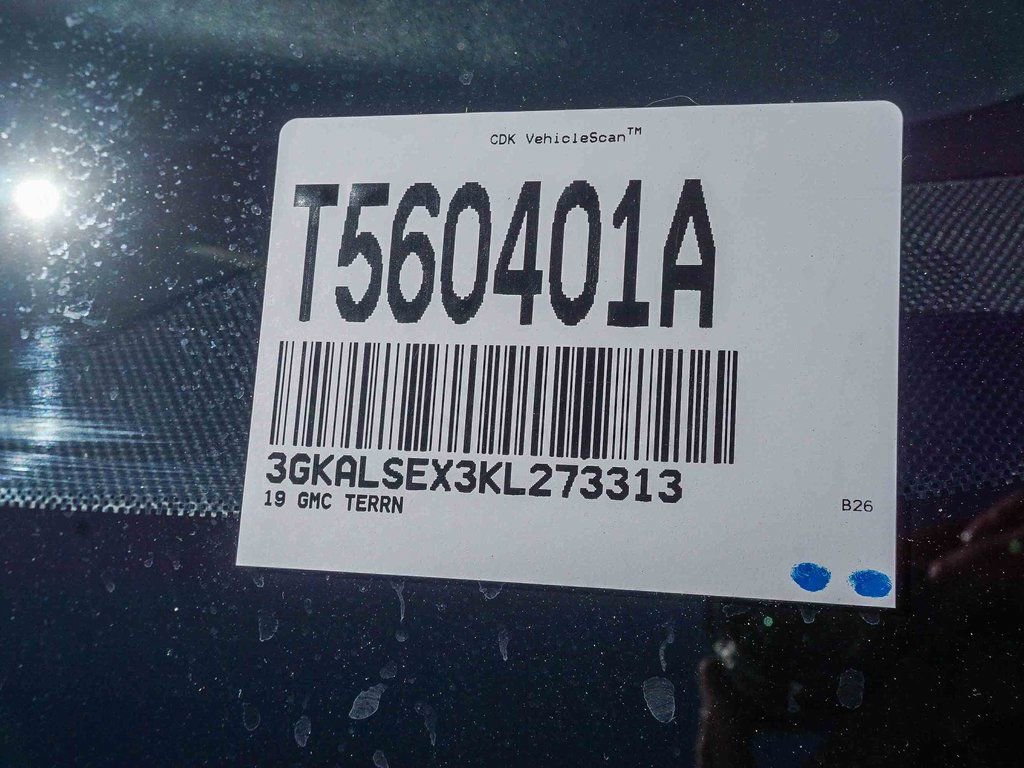 CDK VehicleScan™
T560401A
3GKALSEX3KL273313
19 GMC TERRN
B26